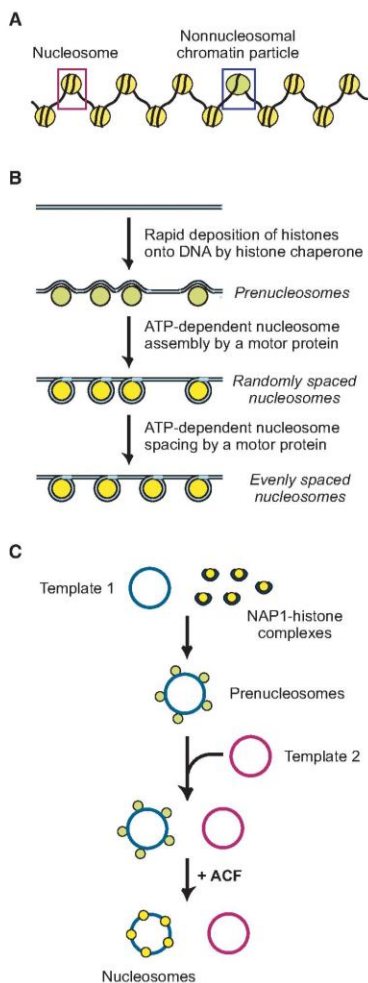 A
Nucleosome
Nonnucleosomal
chromatin particle
B
Rapid deposition of histones
onto DNA by histone chaperone
Prenucleosomes
ATP-dependent nucleosome
assembly by a motor protein
Randomly spaced
nucleosomes
ATP-dependent nucleosome
spacing by a motor protein
Evenly spaced
nucleosomes
C
Template 1
NAP1-histone
complexes
Prenucleosomes
Template 2
+ ACF
Nucleosomes